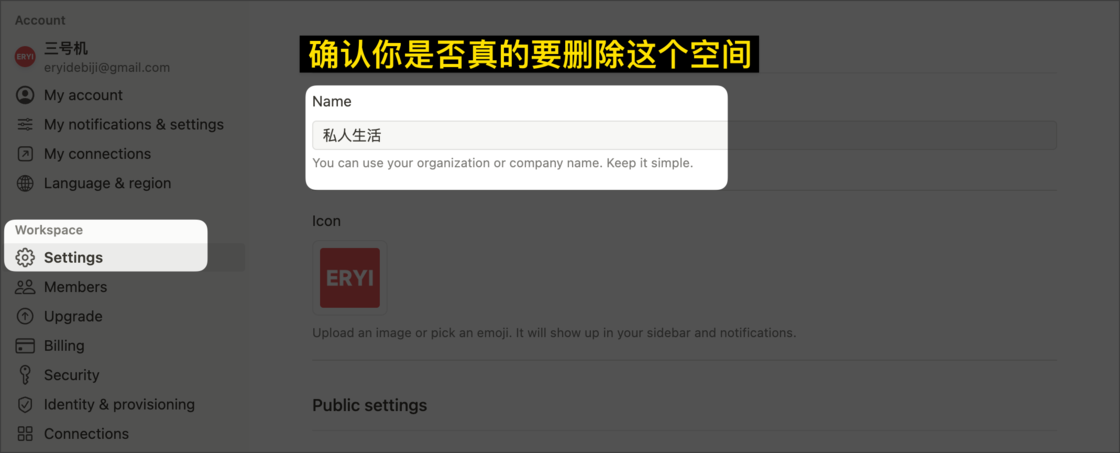 Account
ERYI
三号机
eryidebiji@gmail.com
My account
My notifications & settings
My connections
Language & region
Workspace
Settings
Members
Upgrade
Billing
Security
Identity & provisioning
Connections
确认你是否真的要删除这个空间
Name
私人生活
You can use your organization or company name. Keep it simple.
Icon
ERYI
Upload an image or pick an emoji. It will show up in your sidebar and notifications.
Public settings